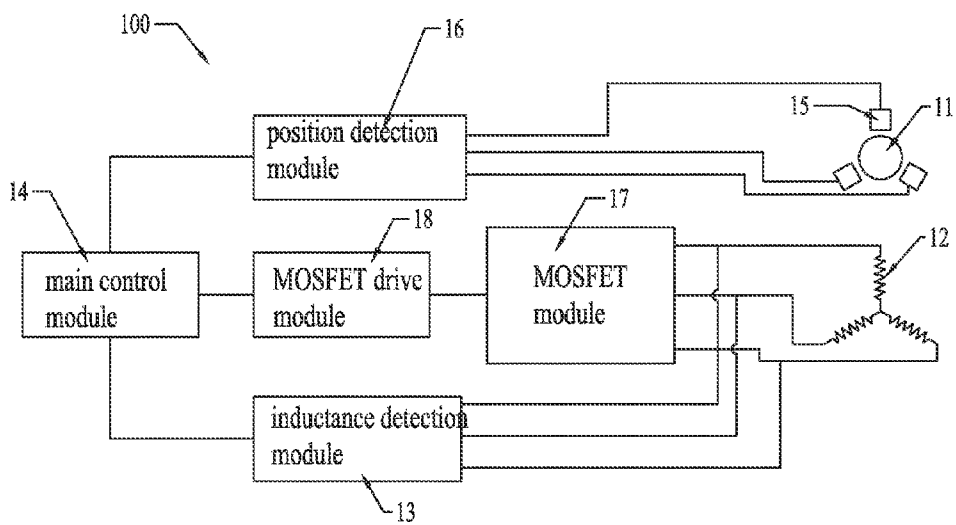 100
16
position detection
module
15
11
14
18
17
12
main control
module
MOSFET drive
module
MOSFET
module
inductance detection
module
13